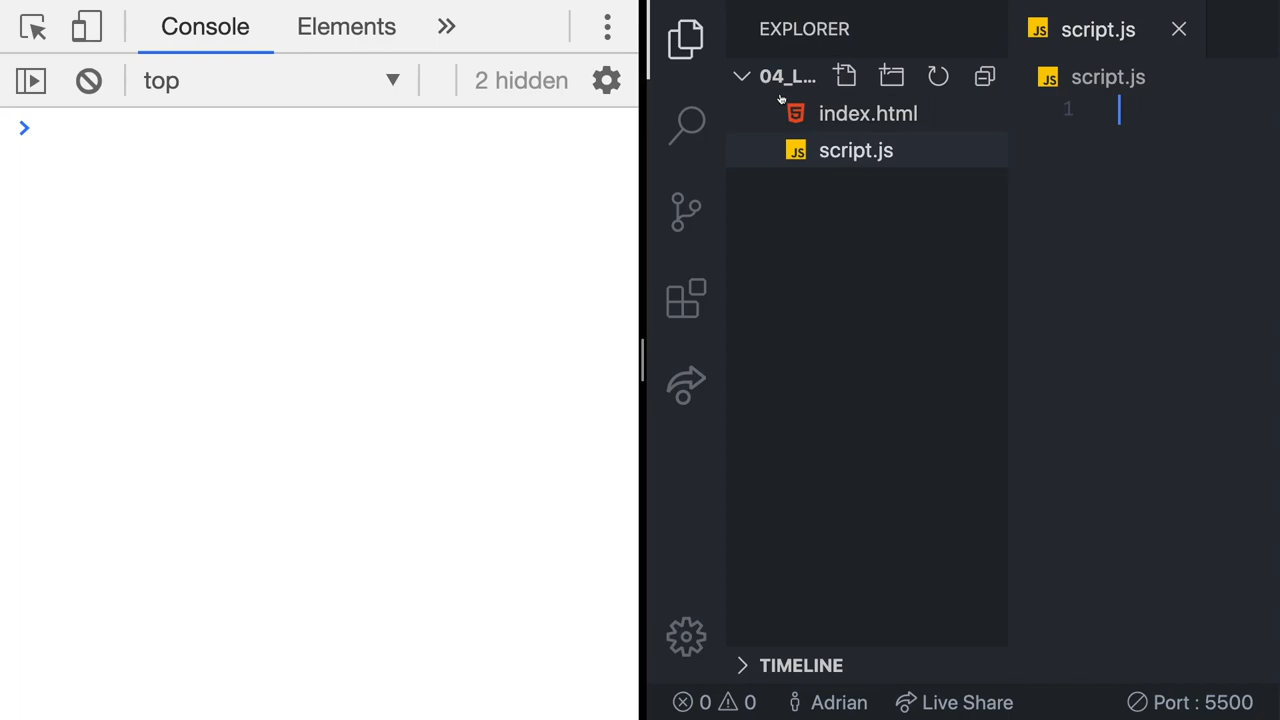 Console Elements
top 2 hidden
EXPLORER
04_L...
index.html
script.js
TIMELINE
script.js
script.js
1
0 0 Adrian Live Share Port : 5500